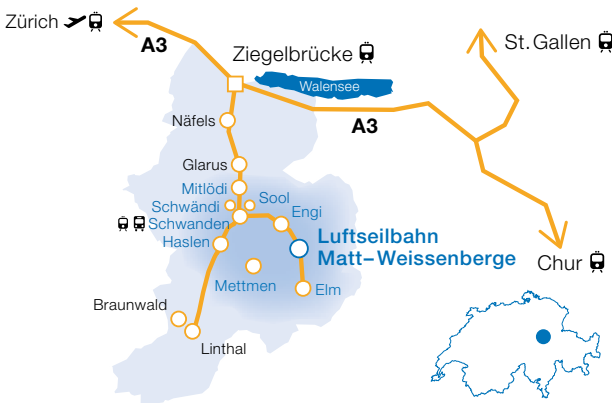 Zürich
A3
Ziegelbrücke
St. Gallen
Walensee
A3
Näfels
Glarus
Mitlödi
Schwändi
Sool
Schwanden
Engi
Haslen
Luftseilbahn
Matt–Weissenberge
Chur
Mettmen
Elm
Braunwald
Linthal